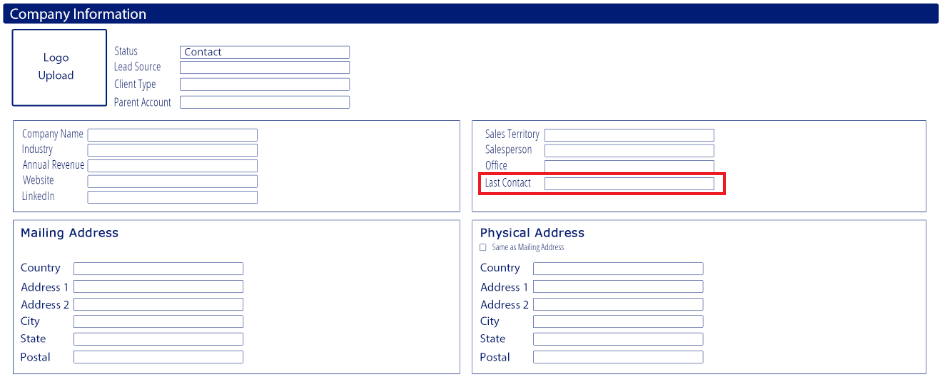 Company Information
Logo
Upload
Status Contact
Lead Source
Client Type
Parent Account
Company Name
Industry
Annual Revenue
Website
LinkedIn
Sales Territory
Salesperson
Office
Last Contact
Mailing Address
Country
Address 1
Address 2
City
State
Postal
Physical Address
Same as Mailing Address
Country
Address 1
Address 2
City
State
Postal